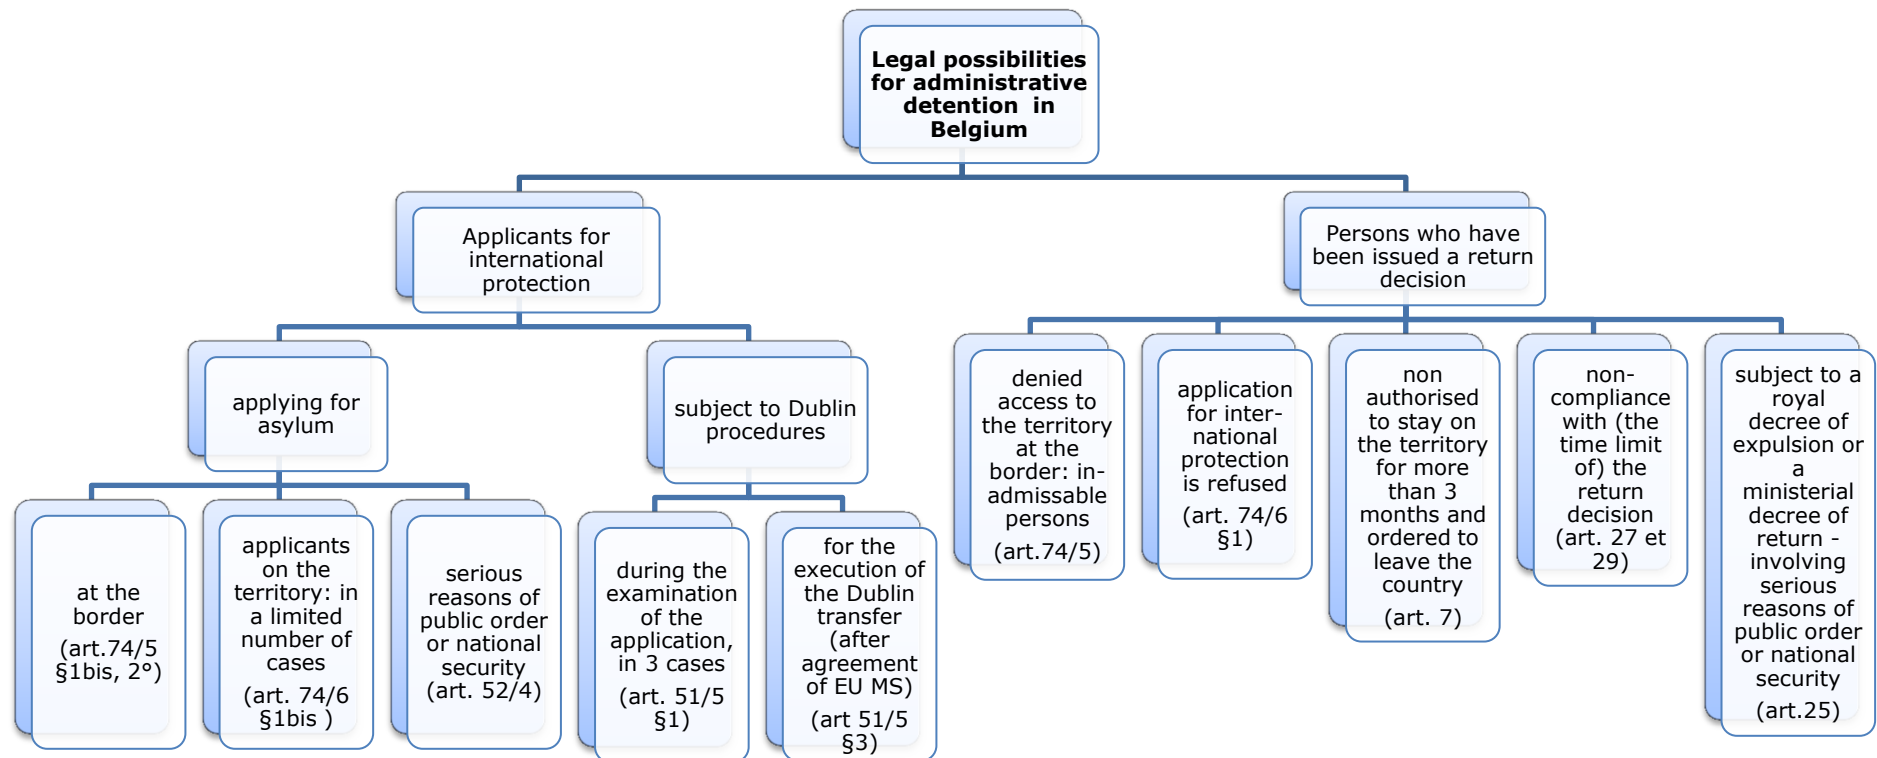 Legal possibilities
for administrative
detention in
Belgium
Applicants for
international
protection
Persons who have
been issued a return
decision
applying for
asylum
subject to Dublin
procedures
at the
border
(art.74/5
§1bis, 2°)
applicants
on the
territory: in
a limited
number of
cases
(art. 74/6
§1bis )
serious
reasons of
public order
or national
security
(art. 52/4)
during the
examination
of the
application,
in 3 cases
(art. 51/5
§1)
for the
execution of
the Dublin
transfer
(after
agreement
of EU MS)
(art 51/5
§3)
denied
access to
the territory
at the
border: in-
admissable
persons
(art.74/5)
application
for inter-
national
protection
is refused
(art. 74/6
§1)
non
authorised
to stay on
the territory
for more
than 3
months and
ordered to
leave the
country
(art. 7)
non-
compliance
with (the
time limit
of) the
return
decision
(art. 27 et
29)
subject to a
royal
decree of
expulsion or
a
ministerial
decree of
return -
involving
serious
reasons of
public order
or national
security
(art.25)